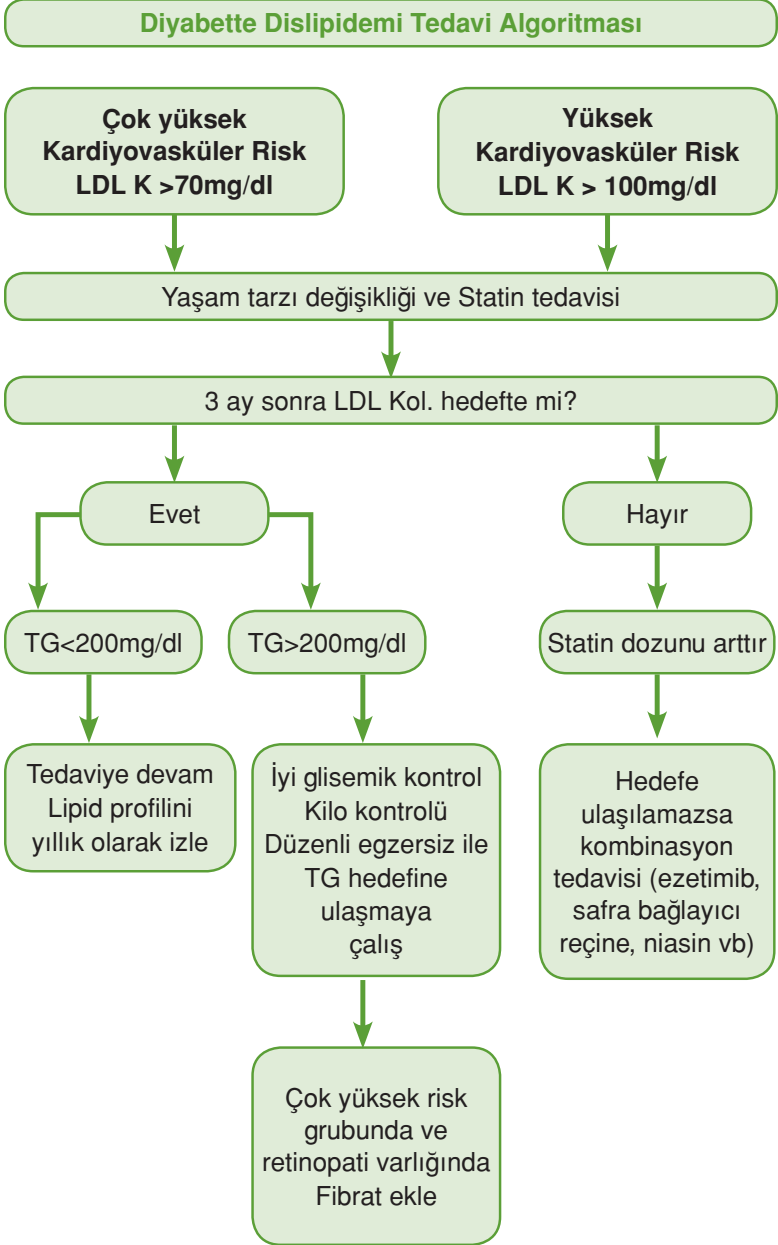 Diyabette Dislipidemi Tedavi Algoritması
Çok yüksek
Kardiyovasküler Risk
LDL K >70mg/dl
Yüksek
Kardiyovasküler Risk
LDL K > 100mg/dl
Yaşam tarzı değişikliği ve Statin tedavisi
3 ay sonra LDL Kol. hedefte mi?
Evet
Hayır
TG<200mg/dl
TG>200mg/dl
Statin dozunu arttır
Tedaviye devam
Lipid profilini
yıllık olarak izle
İyi glisemik kontrol
Kilo kontrolü
Düzenli egzersiz ile
TG hedefine
ulaşmaya
çalış
Hedefe
ulaşılamazsa
kombinasyon
tedavisi (ezetimib,
safra bağlayıcı
reçine, niasin vb)
Çok yüksek risk
grubunda ve
retinopati varlığında
Fibrat ekle